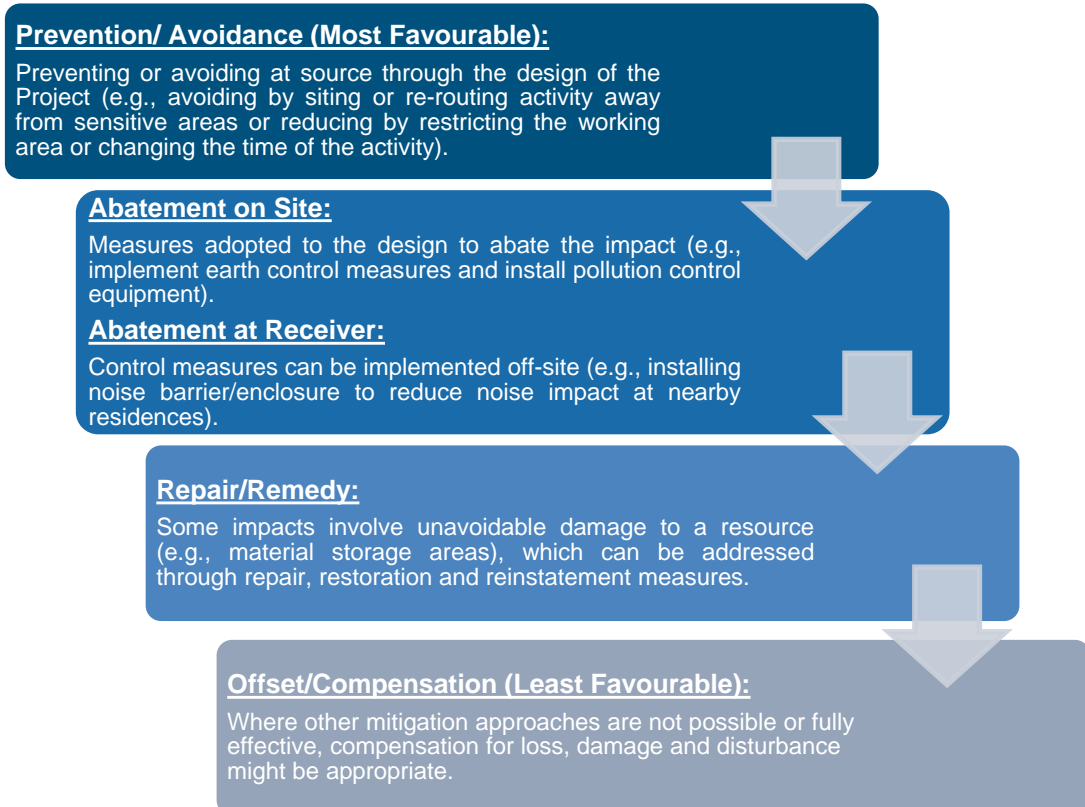 Prevention/ Avoidance (Most Favourable):
Preventing or avoiding at source through the design of the
Project (e.g., avoiding by siting or re-routing activity away
from sensitive areas or reducing by restricting the working
area or changing the time of the activity).
Abatement on Site:
Measures adopted to the design to abate the impact (e.g.,
implement earth control measures and install pollution control
equipment).
Abatement at Receiver:
Control measures can be implemented off-site (e.g., installing
noise barrier/enclosure to reduce noise impact at nearby
residences).
Repair/Remedy:
Some impacts involve unavoidable damage to a resource
(e.g., material storage areas), which can be addressed
through repair, restoration and reinstatement measures.
Offset/Compensation (Least Favourable):
Where other mitigation approaches are not possible or fully
effective, compensation for loss, damage and disturbance
might be appropriate.